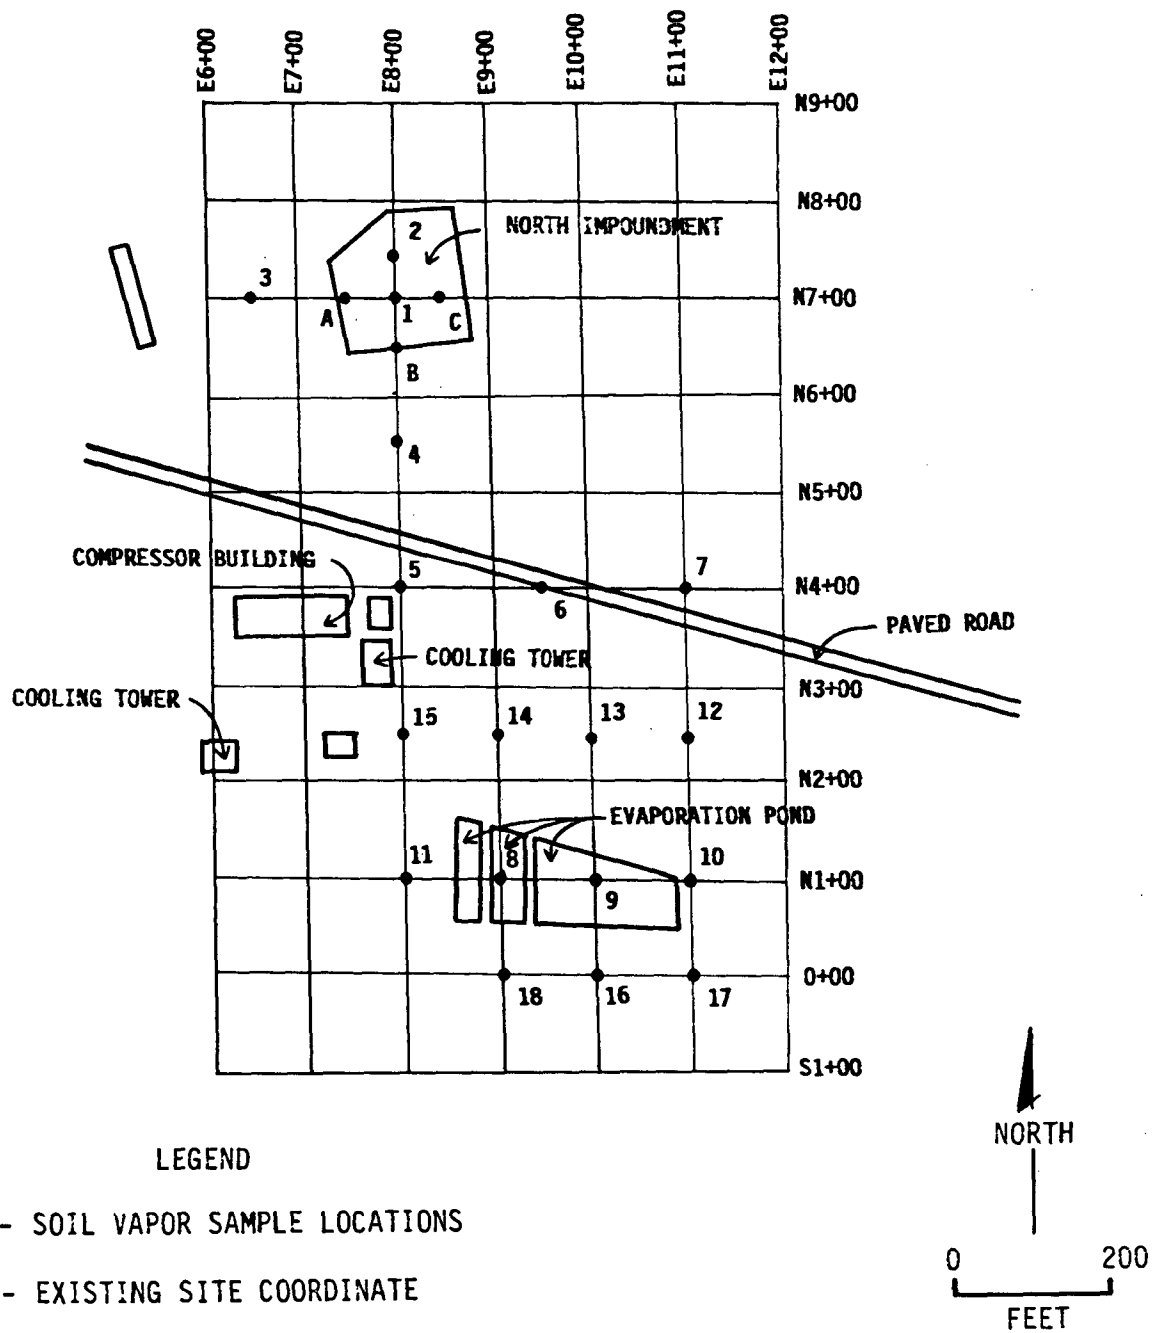 E6+00
E7+00
E8+00
E9+00
E10+00
E11+00
E12+00
N9+00
N8+00
2
NORTH IMPOUNDMENT
3
N7+00
A
1
C
B
N6+00
4
N5+00
COMPRESSOR BUILDING
5
7
N4+00
6
PAVED ROAD
COOLING TOWER
COOLING TOWER
N3+00
15
14
13
12
N2+00
EVAPORATION POND
11
8
10
9
N1+00
0+00
18
16
17
S1+00
NORTH
LEGEND
- SOIL VAPOR SAMPLE LOCATIONS
- EXISTING SITE COORDINATE
0
200
FEET